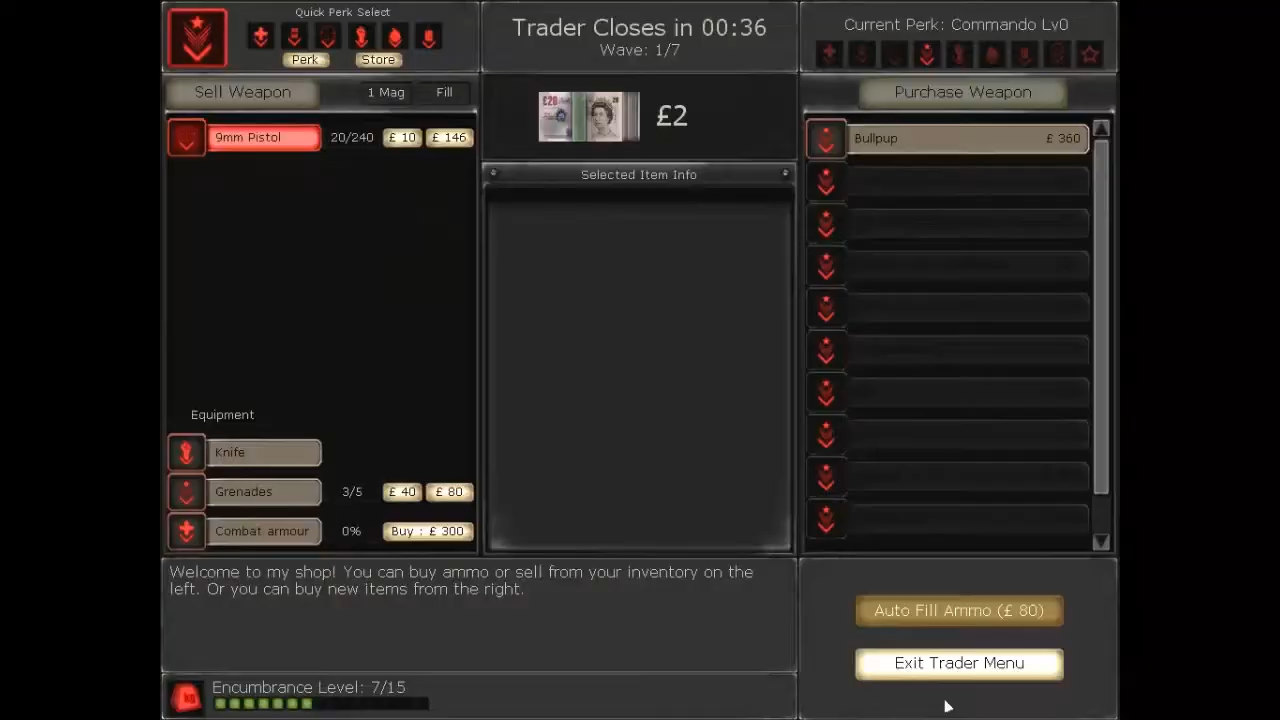 Quick Perk Select
Perk Store
Trader Closes in 00:36
Wave: 1/7
Current Perk: Commando Lv0
Sell Weapon 1 Mag Fill
£2
Purchase Weapon
9mm Pistol 20/240 £ 10 £ 146
Selected Item Info
Bullpup £ 360
Equipment
Knife
Grenades 3/5 £ 40 £ 80
Combat armour 0% Buy : £ 300
Welcome to my shop! You can buy ammo or sell from your inventory on the
left. Or you can buy new items from the right.
Auto Fill Ammo (£ 80)
Exit Trader Menu
Encumbrance Level: 7/15